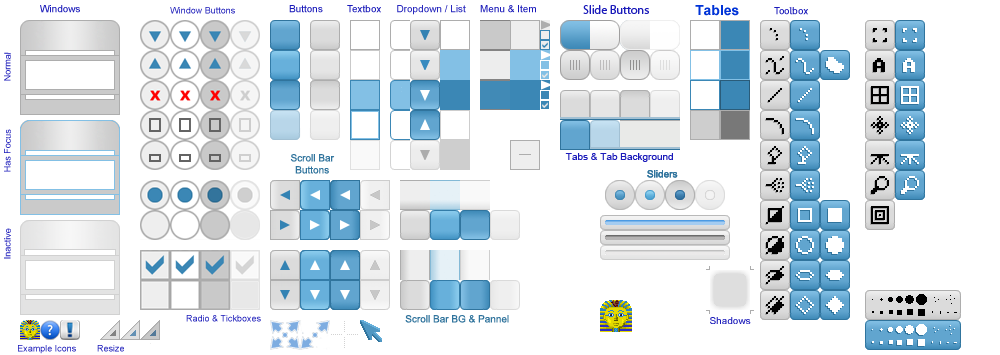 Windows
Window Buttons
Buttons
Textbox
Dropdown / List
Menu & Item
Slide Buttons
Tables
Toolbox
Normal
Has Focus
Inactive
Scroll Bar
Buttons
Tabs & Tab Background
Sliders
Radio & Tickboxes
Scroll Bar BG & Pannel
Shadows
Example Icons
Resize